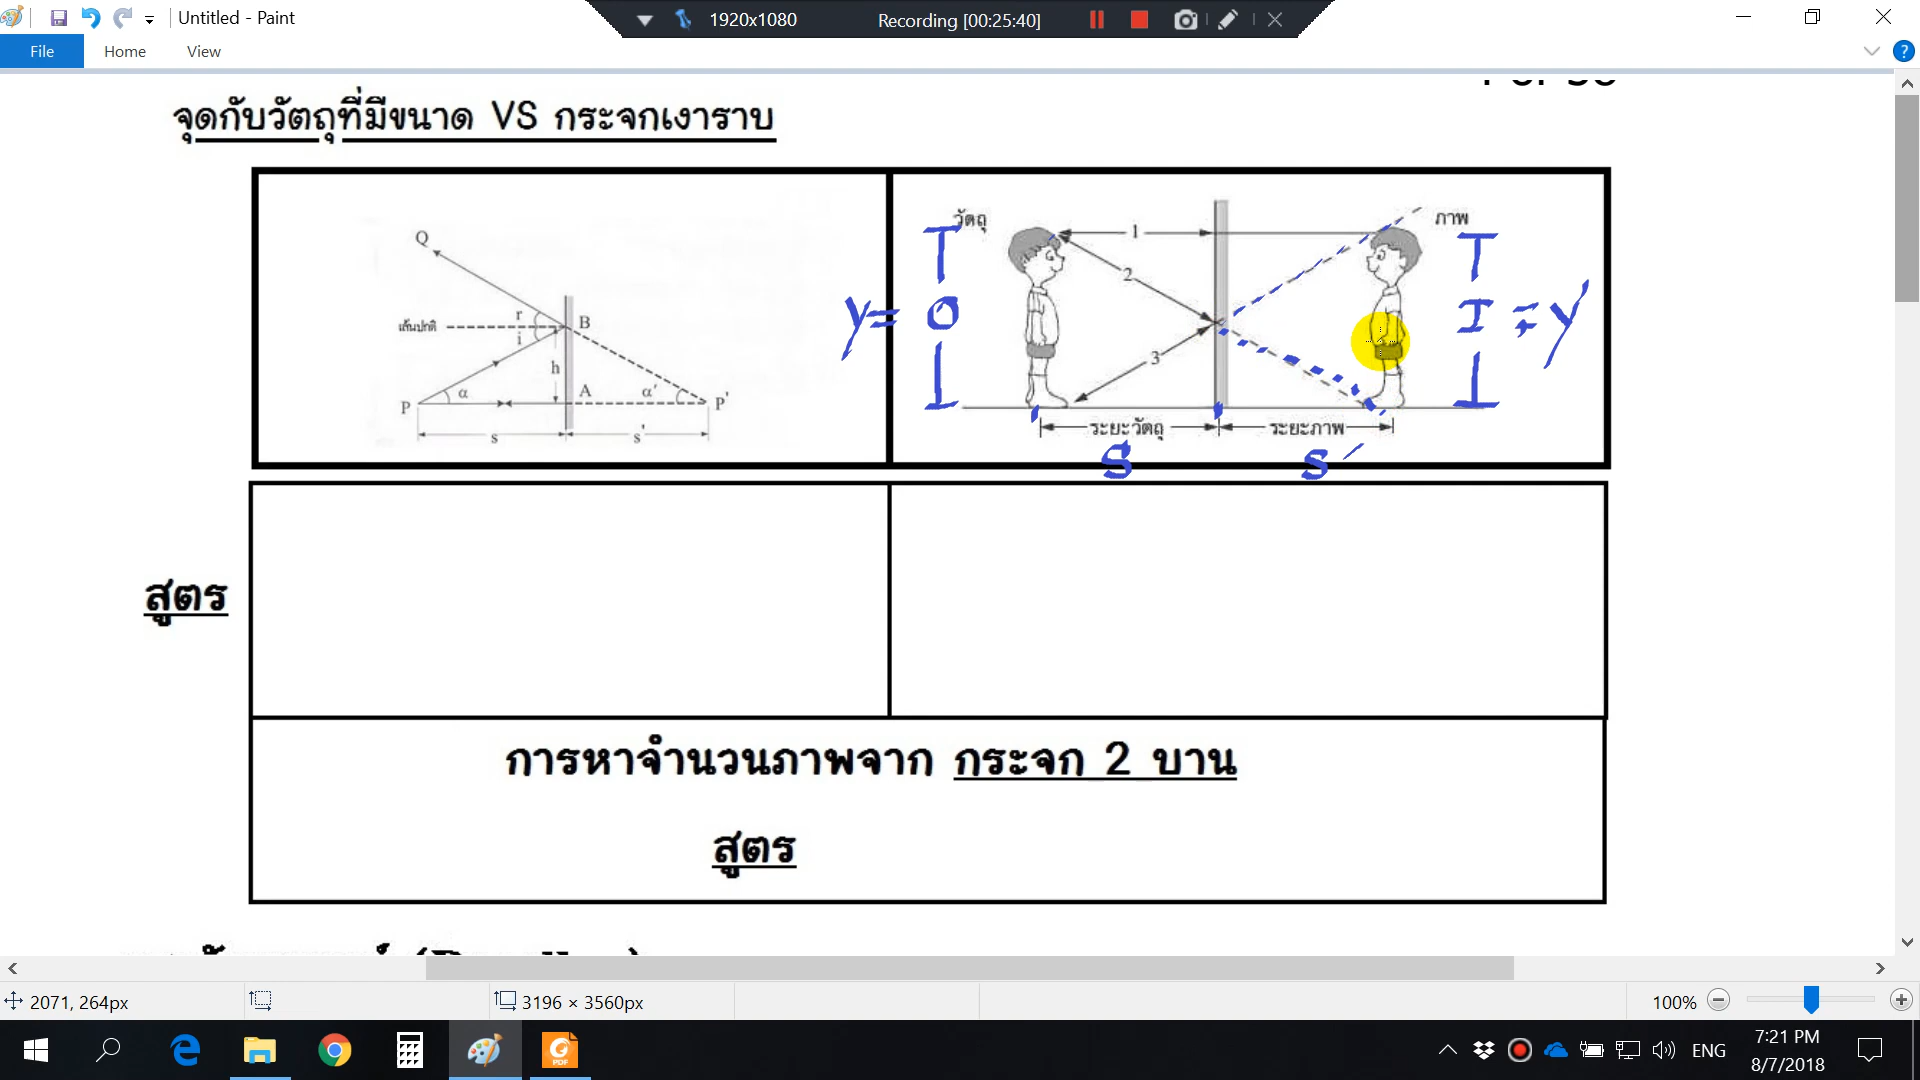 Untitled - Paint
1920x1080
Recording [00:25:40]
File
Home
View
จุดกับวัตถุที่มีขนาด VS กระจกเงาราบ
Q
เส้นปกติ
r
i
B
h
P
α
A
α'
P'
s
s'
วัตถุ
ภาพ
1
2
3
y = O
I = y'
ระยะวัตถุ
ระยะภาพ
S
S'
สูตร
การหาจำนวนภาพจาก กระจก 2 บาน
สูตร
2071, 264px
3196 × 3560px
100%
PDF
ENG
7:21 PM
8/7/2018